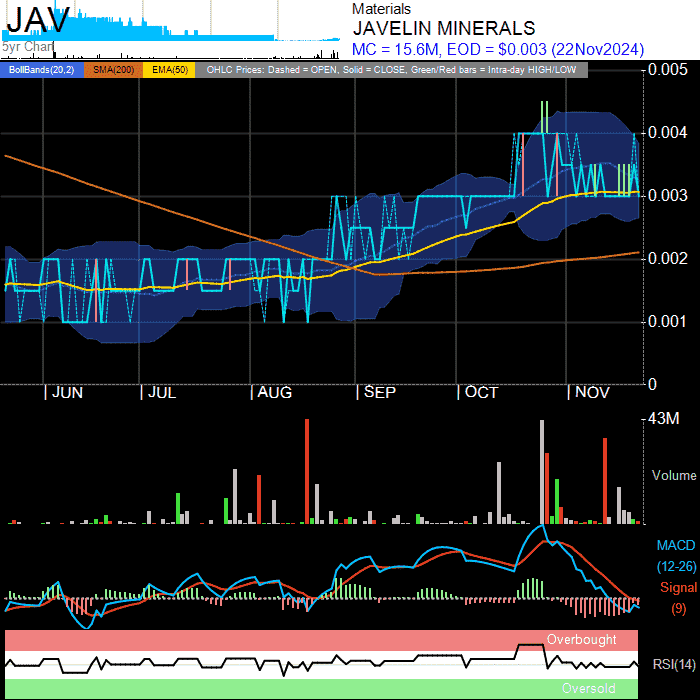 JAV
5yr Chart
Materials
JAVELIN MINERALS
MC = 15.6M, EOD = $0.003 (22Nov2024)
BollBands(20,2) SMA(200) EMA(50) OHLC Prices: Dashed = OPEN, Solid = CLOSE, Green/Red bars = Intra-day HIGH/LOW
0.005
0.004
0.003
0.002
0.001
0
JUN JUL AUG SEP OCT NOV
43M
Volume
MACD
(12-26)
Signal
(9)
Overbought
RSI(14)
Oversold